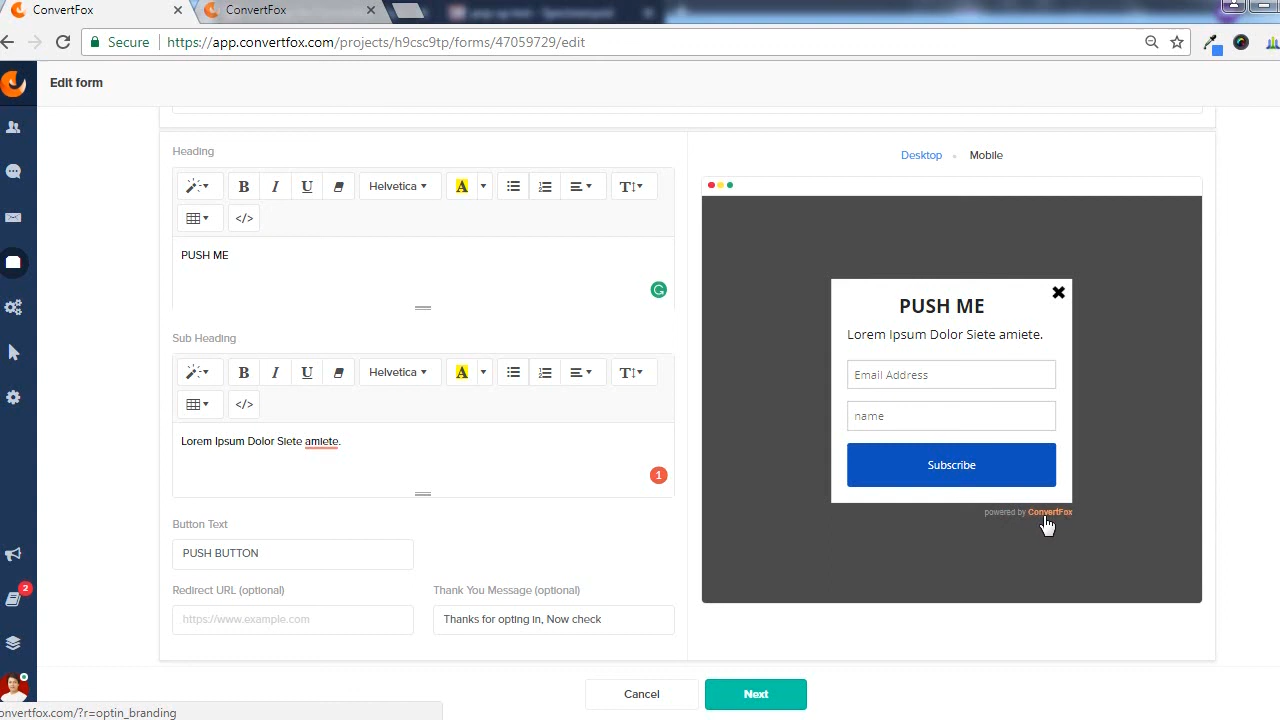 ConvertFox
ConvertFox
Secure
https://app.convertfox.com/projects/h9csc9tp/forms/47059729/edit
Edit form
Heading
B I U Helvetica A T
</>
PUSH ME
Sub Heading
B I U Helvetica A T
</>
Lorem Ipsum Dolor Siete amiete.
1
Button Text
PUSH BUTTON
Redirect URL (optional)
Thank You Message (optional)
https://www.example.com
Thanks for opting in, Now check
Desktop
Mobile
PUSH ME
Lorem Ipsum Dolor Siete amiete.
Email Address
name
Subscribe
powered by ConvertFox
2
Cancel
Next
onvertfox.com/?r=optin_branding